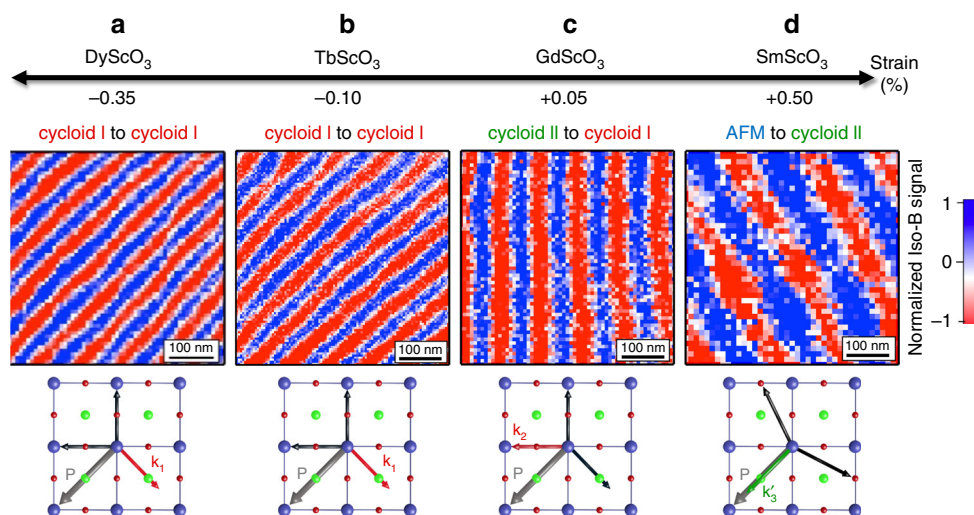 a b c d
DyScO3 TbScO3 GdScO3 SmScO3 Strain (%)
−0.35 −0.10 +0.05 +0.50
cycloid I to cycloid I cycloid I to cycloid I cycloid II to cycloid I AFM to cycloid II
Normalized Iso-B signal
1
0
−1
100 nm 100 nm 100 nm 100 nm
P k1 P k1 P k2 P k′3